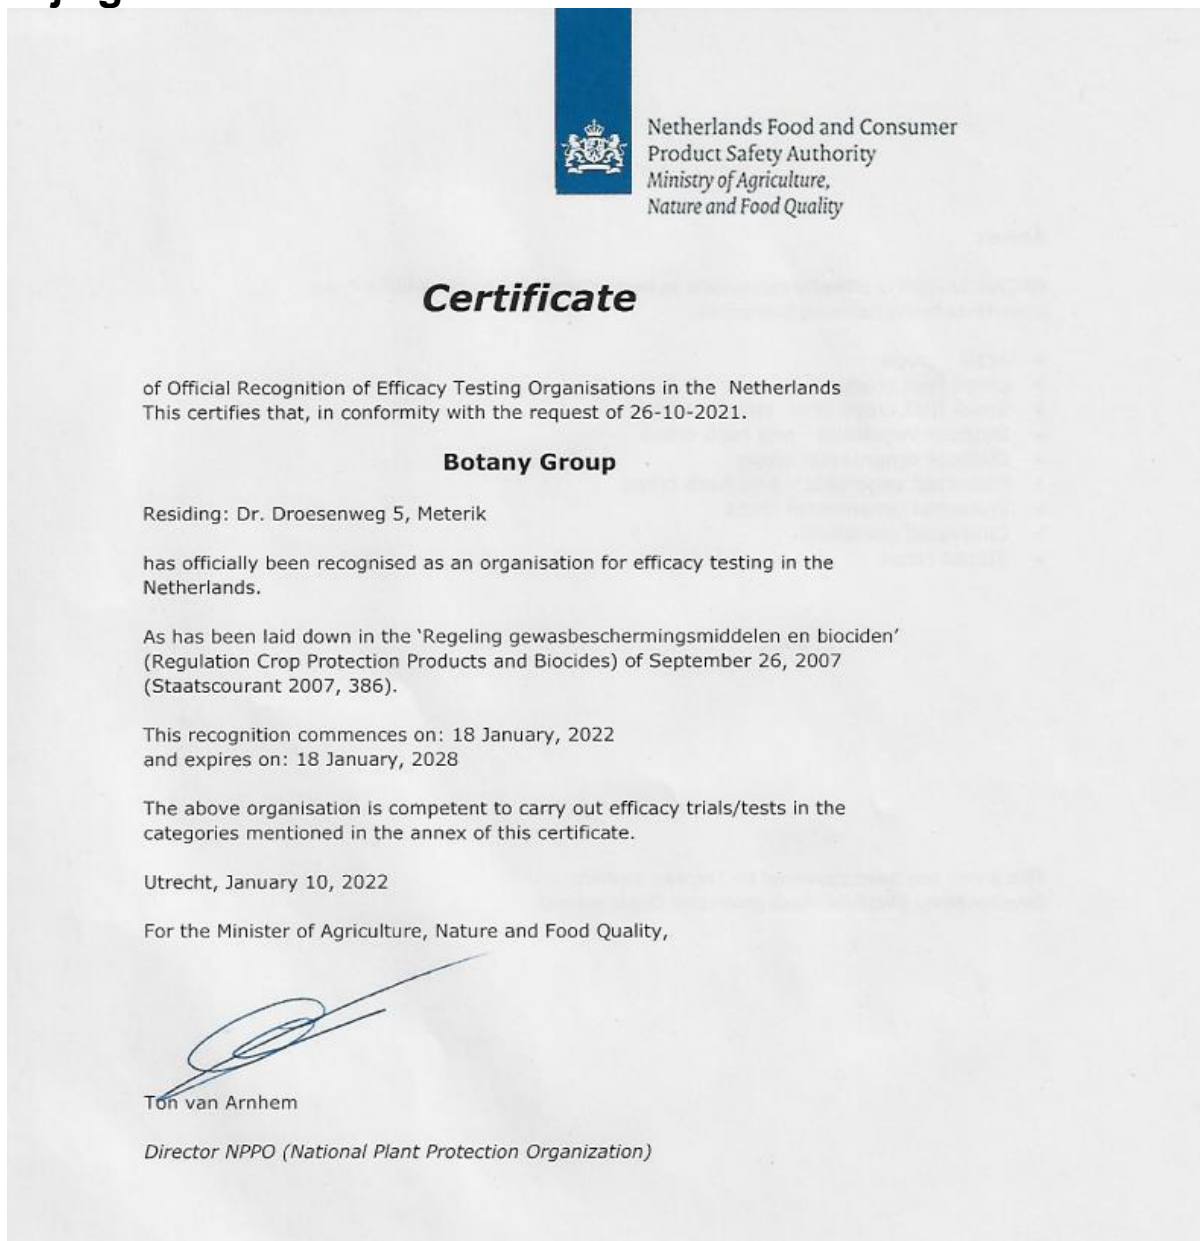 Netherlands Food and Consumer
Product Safety Authority
Ministry of Agriculture,
Nature and Food Quality
Certificate
of Official Recognition of Efficacy Testing Organisations in the Netherlands
This certifies that, in conformity with the request of 26-10-2021.
Botany Group
Residing: Dr. Droesenweg 5, Meterik
has officially been recognised as an organisation for efficacy testing in the
Netherlands.
As has been laid down in the ‘Regeling gewasbeschermingsmiddelen en biociden’
(Regulation Crop Protection Products and Biocides) of September 26, 2007
(Staatscourant 2007, 386).
This recognition commences on: 18 January, 2022
and expires on: 18 January, 2028
The above organisation is competent to carry out efficacy trials/tests in the
categories mentioned in the annex of this certificate.
Utrecht, January 10, 2022
For the Minister of Agriculture, Nature and Food Quality,
Ton van Arnhem
Director NPPO (National Plant Protection Organization)